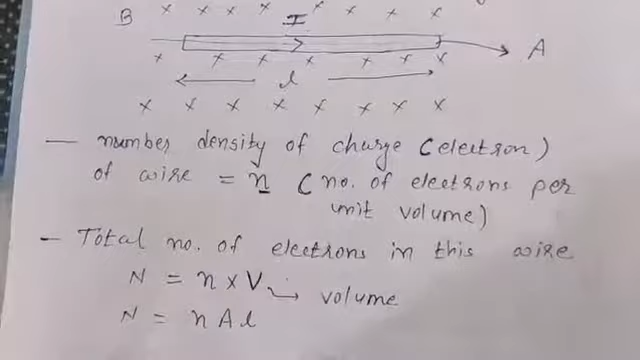 B × × × × × × × ×
I
× × × × × × × A
l
× × × × × × × ×
— number density of charge (electron)
of wire = n ( no. of electrons per
unit volume)
- Total no. of electrons in this wire
N = n × V → volume
N = n A l